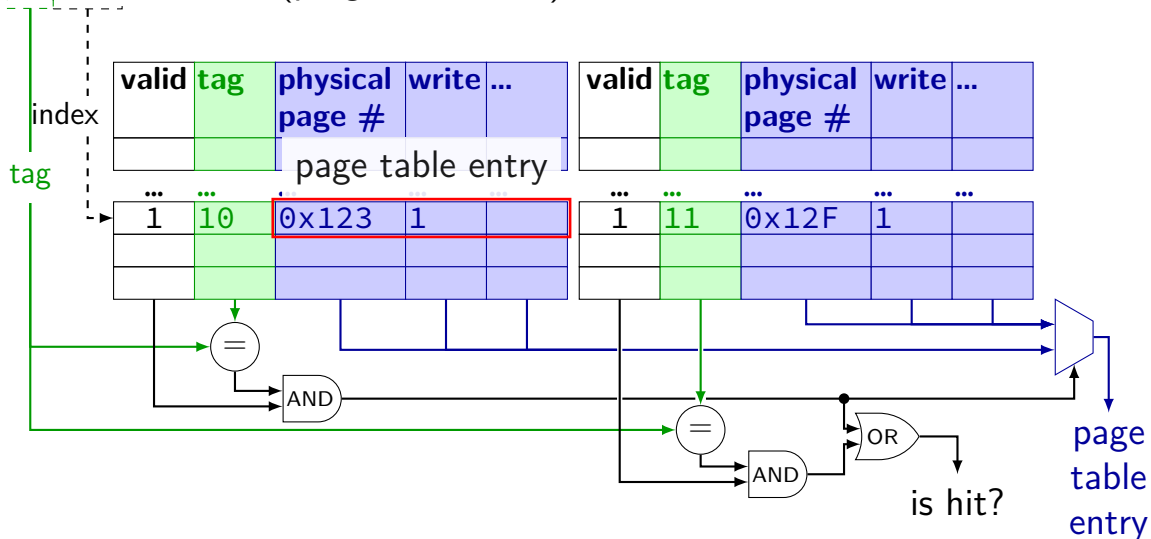 index
tag
valid tag physical write ...
page #
valid tag physical write ...
page #
page table entry
... ... ... ... ... ... ... ...
1 10 0x123 1
1 11 0x12F 1
==
AND
==
AND
OR
is hit?
page
table
entry